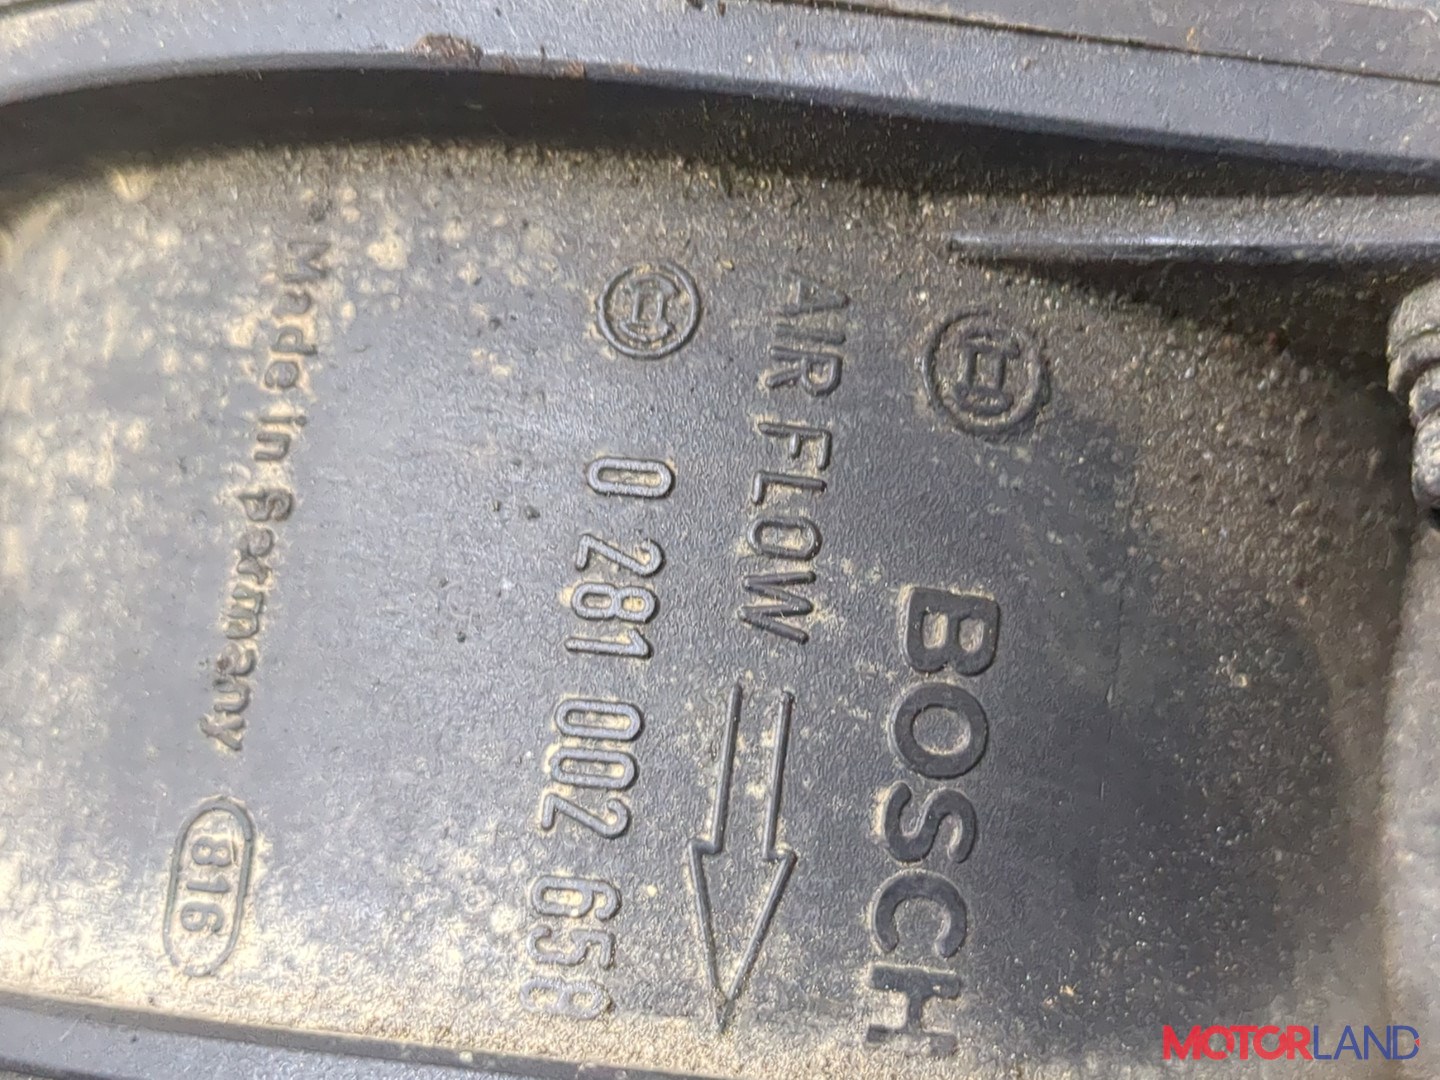 BOSCH
AIR FLOW
0 281 002 658
Made in Germany
816
MOTORLAND